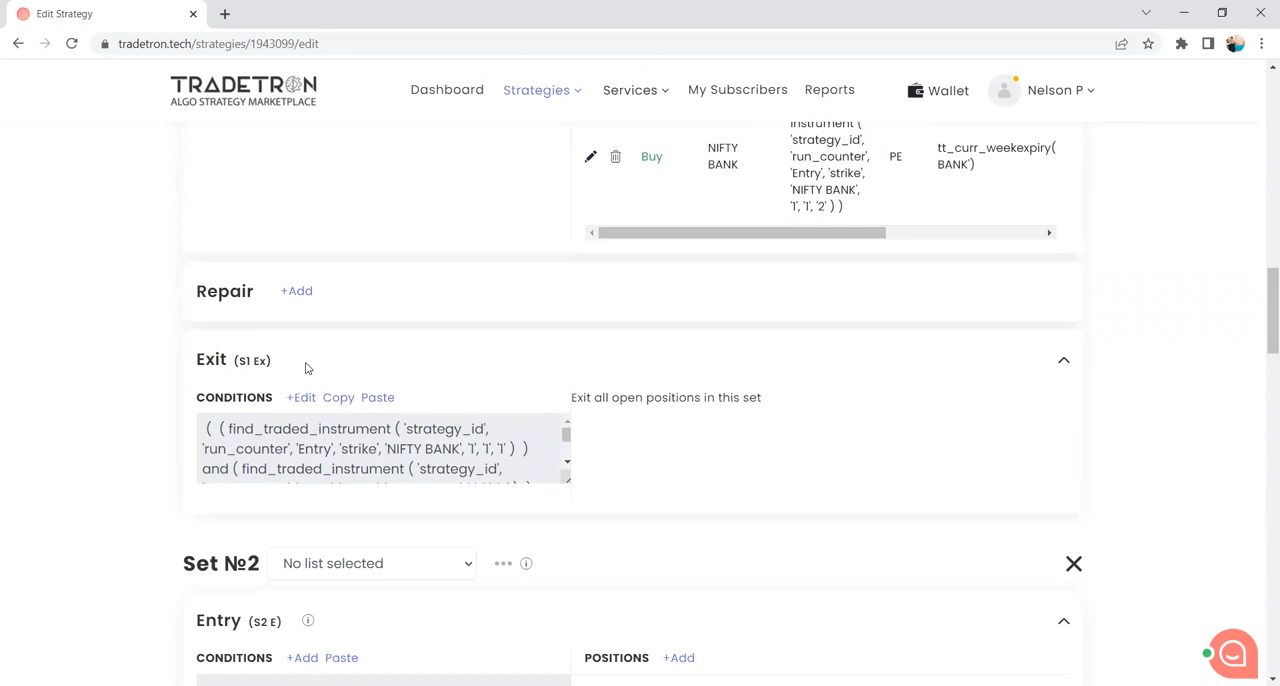 Edit Strategy
tradetron.tech/strategies/1943099/edit
TRADETRON
ALGO STRATEGY MARKETPLACE
Dashboard Strategies Services My Subscribers Reports Wallet Nelson P
instrument (
'strategy_id',
'run_counter',
'Entry', 'strike',
'NIFTY BANK',
'1', '1', '2' ) )
Buy
NIFTY
BANK
PE
tt_curr_weekexpiry(
BANK')
Repair +Add
Exit (S1 Ex)
CONDITIONS +Edit Copy Paste
Exit all open positions in this set
( ( find_traded_instrument ( 'strategy_id',
'run_counter', 'Entry', 'strike', 'NIFTY BANK', '1', '1', '1' ) )
and ( find_traded_instrument ( 'strategy_id',
Set №2 No list selected
Entry (S2 E)
CONDITIONS +Add Paste
POSITIONS +Add